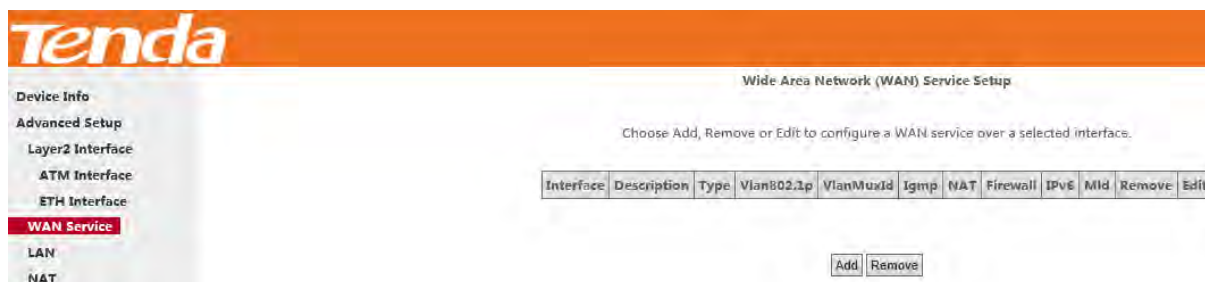 Tenda
Device Info
Advanced Setup
Layer2 Interface
ATM Interface
ETH Interface
WAN Service
LAN
NAT
Wide Area Network (WAN) Service Setup
Choose Add, Remove or Edit to configure a WAN service over a selected interface.
Interface Description Type Vlan802.1p VlanMuxId Igmp NAT Firewall IPv6 Mld Remove Edit
Add Remove